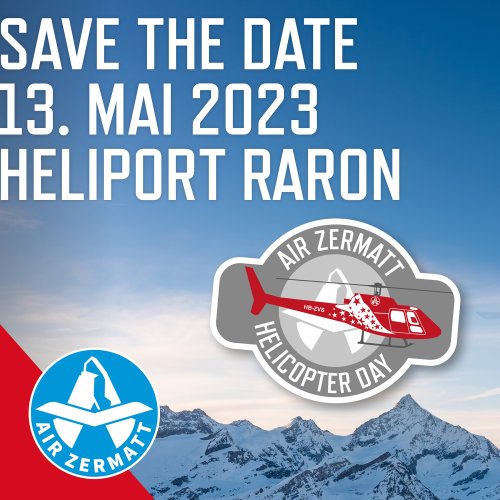 SAVE THE DATE
13. MAI 2023
HELIPORT RARON
AIR ZERMATT
HB-ZVS
HELICOPTER DAY
AIR ZERMATT